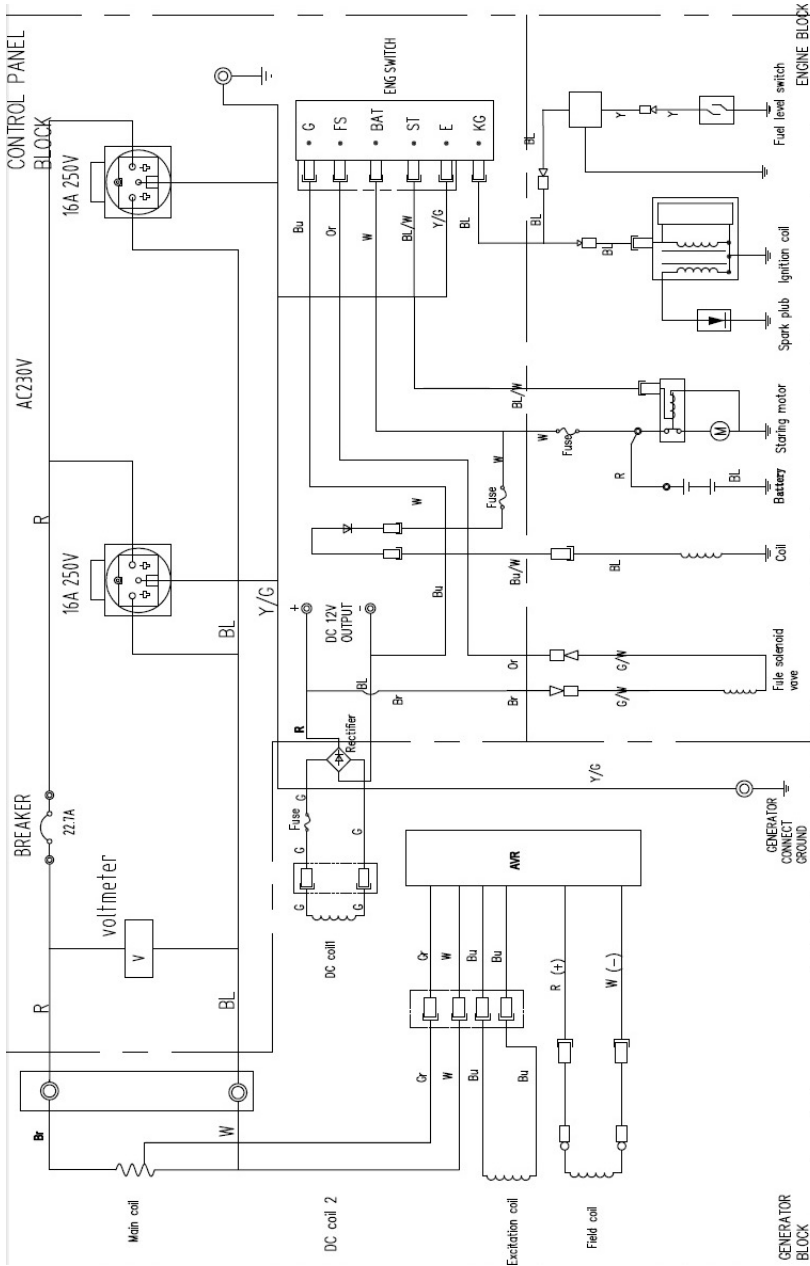 CONTROL PANEL
BLOCK
AC230V
BREAKER
22.7A
voltmeter
V
16A 250V
16A 250V
Br
R
R
W
BL
BL
Main coil
Y/G
DC coil 2
DC coil1
G
G
G
G
G
G
Fuse
Rectifier
R
BL
+
DC 12V
OUTPUT
-
ENG SWITCH
G
FS
BAT
ST
E
KG
Bu
Or
W
BL/W
Y/G
BL
Bu
W
Br
Fuse
W
Gr
W
Bu
Bu
Gr
W
Bu
Bu
AVR
Excitation coil
R (+)
W (-)
Field coil
Y/G
Br
Or
Bu/W
W
BL/W
BL
BL
BL
G/W
G/W
BL
R
Fuse
BL
Y
Y
M
BL
GENERATOR
BLOCK
GENERATOR
CONNECT
GROUND
Fule solenoid
vave
Coil
Battery
Staring motor
Spark plub
Ignition coil
Fuel level switch
ENGINE BLOCK